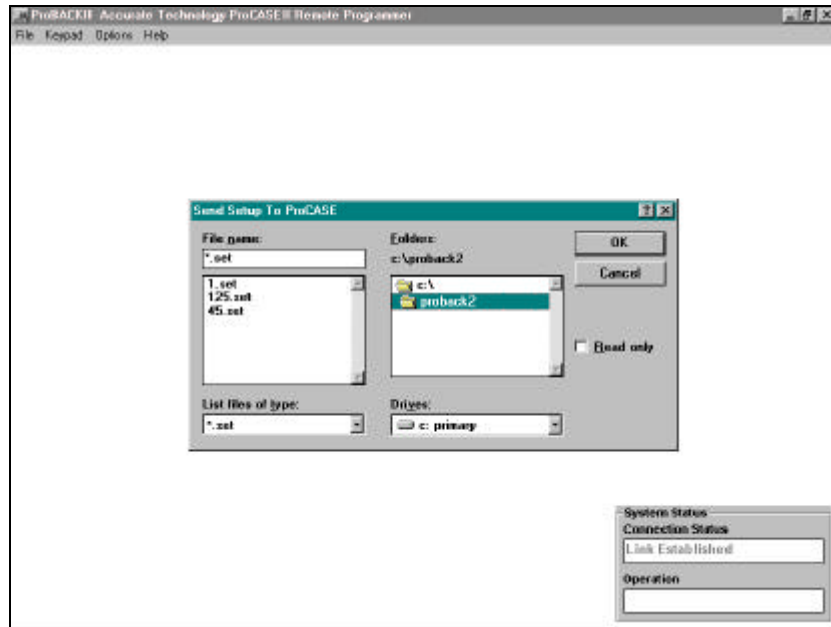 ProBACKII Accurate Technology ProCASEII Remote Programmer
File Keypad Options Help
Send Setup To ProCASE
File name:
*.set
1.set
125.set
45.set
List files of type:
*.set
Folders:
c:\proback2
c:\
proback2
Drives:
c: primary
OK
Cancel
Read only
System Status
Connection Status
Link Established
Operation